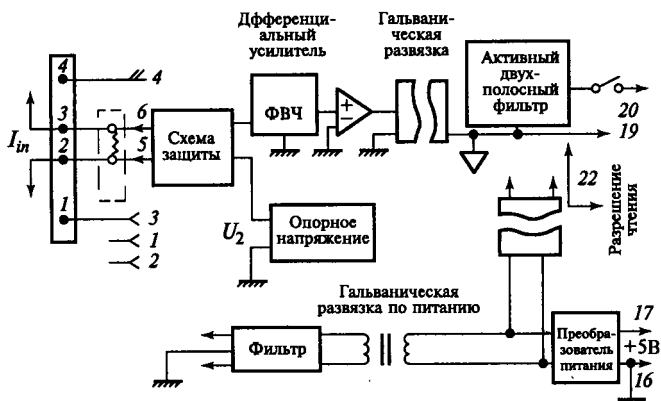 Дфференци-
альный
усилитель
Гальвани-
ческая
развязка
Активный
двух-
полосный
фильтр
4
4
3
6
ФВЧ
+
−
20
19
I_in
Схема
защиты
2
5
22
Разрешение
чтения
1
3
1
2
U_2
Опорное
напряжение
Гальваническая
развязка по питанию
17
Фильтр
Преобра-
зователь
питания
+5В
16